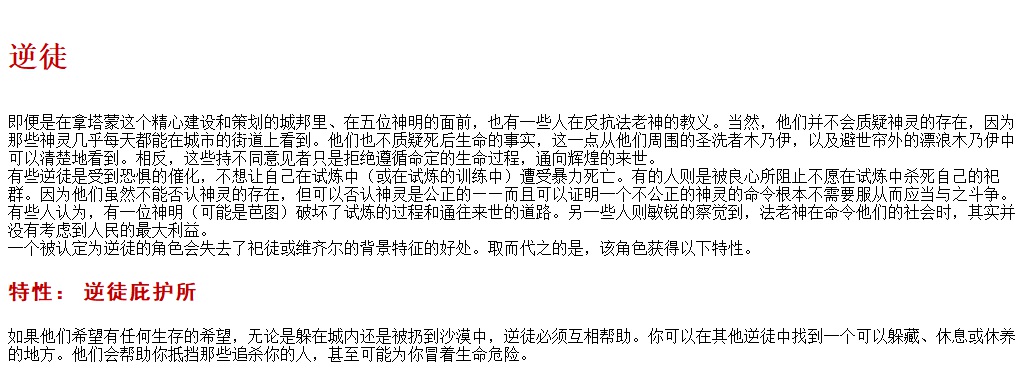 逆徒
即便是在拿塔蒙这个精心建设和策划的城邦里、在五位神明的面前，也有一些人在反抗法老神的教义。当然，他们并不会质疑神灵的存在，因为
那些神灵几乎每天都能在城市的街道上看到。他们也不质疑死后生命的事实，这一点从他们周围的圣洗者木乃伊，以及避世帘外的漂浪木乃伊中
可以清楚地看到。相反，这些持不同意见者只是拒绝遵循命定的生命过程，通向辉煌的来世。
有些逆徒是受到恐惧的催化，不想让自己在试炼中（或在试炼的训练中）遭受暴力死亡。有的人则是被良心所阻止不愿在试炼中杀死自己的祀
群。因为他们虽然不能否认神灵的存在，但可以否认神灵是公正的——而且可以证明一个不公正的神灵的命令根本不需要服从而应当与之斗争。
有些人认为，有一位神明（可能是芭图）破坏了试炼的过程和通往来世的道路。另一些人则敏锐的察觉到，法老神在命令他们的社会时，其实并
没有考虑到人民的最大利益。
一个被认定为逆徒的角色会失去了祀徒或维齐尔的背景特征的好处。取而代之的是，该角色获得以下特性。
特性： 逆徒庇护所
如果他们希望有任何生存的希望，无论是躲在城内还是被扔到沙漠中，逆徒必须互相帮助。你可以在其他逆徒中找到一个可以躲藏、休息或休养
的地方。他们会帮助你抵挡那些追杀你的人，甚至可能为你冒着生命危险。